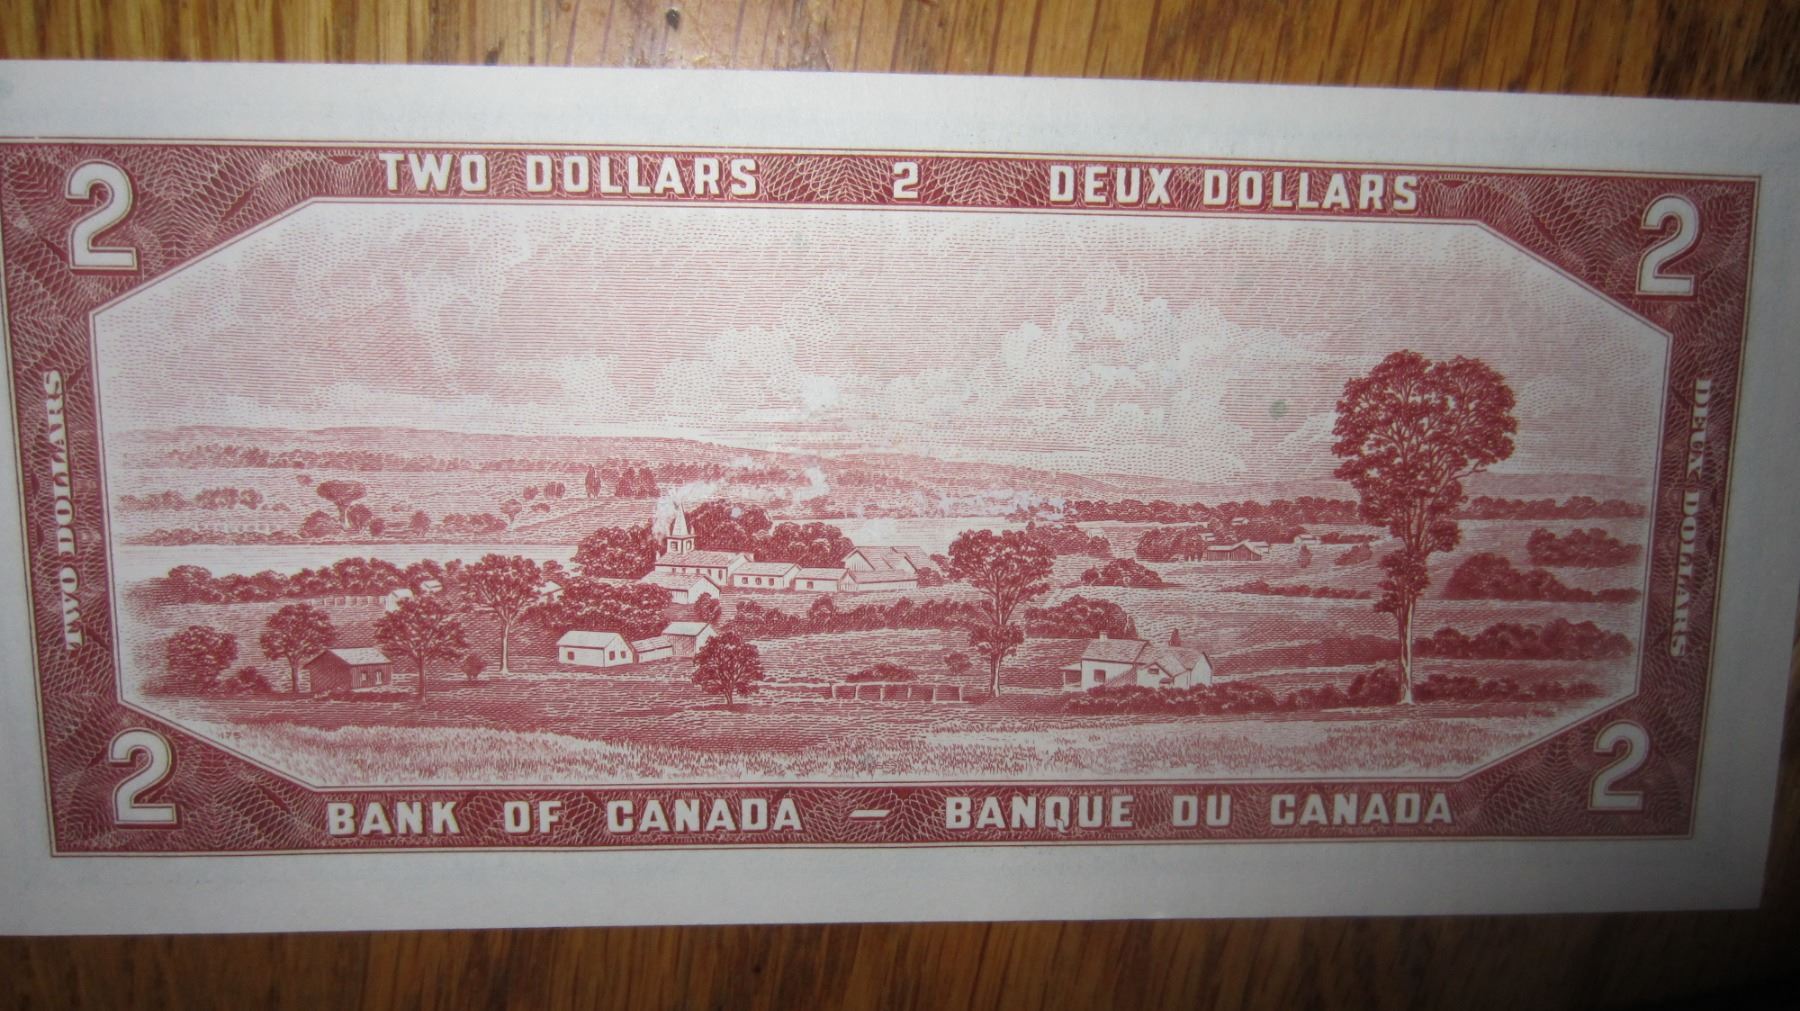 TWO DOLLARS 2 DEUX DOLLARS
2
2
TWO DOLLARS
DEUX DOLLARS
2
2
BANK OF CANADA — BANQUE DU CANADA